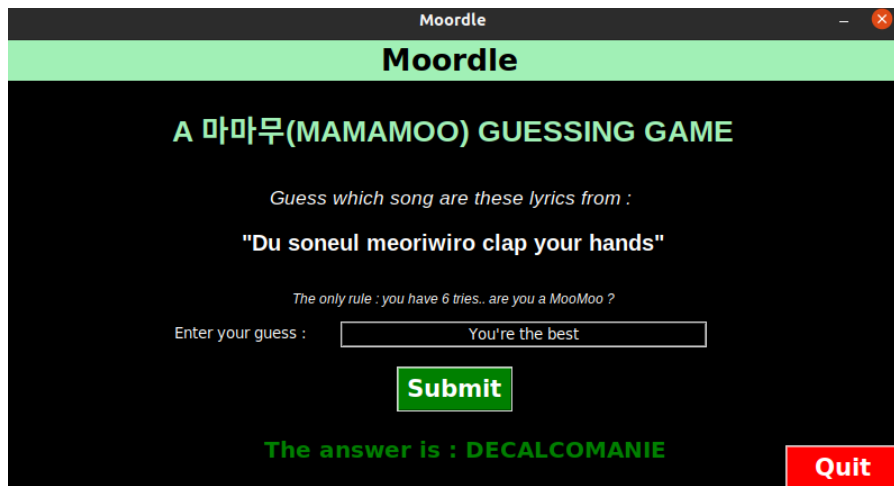 Moordle
Moordle
A 마마무(MAMAMOO) GUESSING GAME
Guess which song are these lyrics from :
"Du soneul meoriwiro clap your hands"
The only rule : you have 6 tries.. are you a MooMoo ?
Enter your guess : You're the best
Submit
The answer is : DECALCOMANIE
Quit